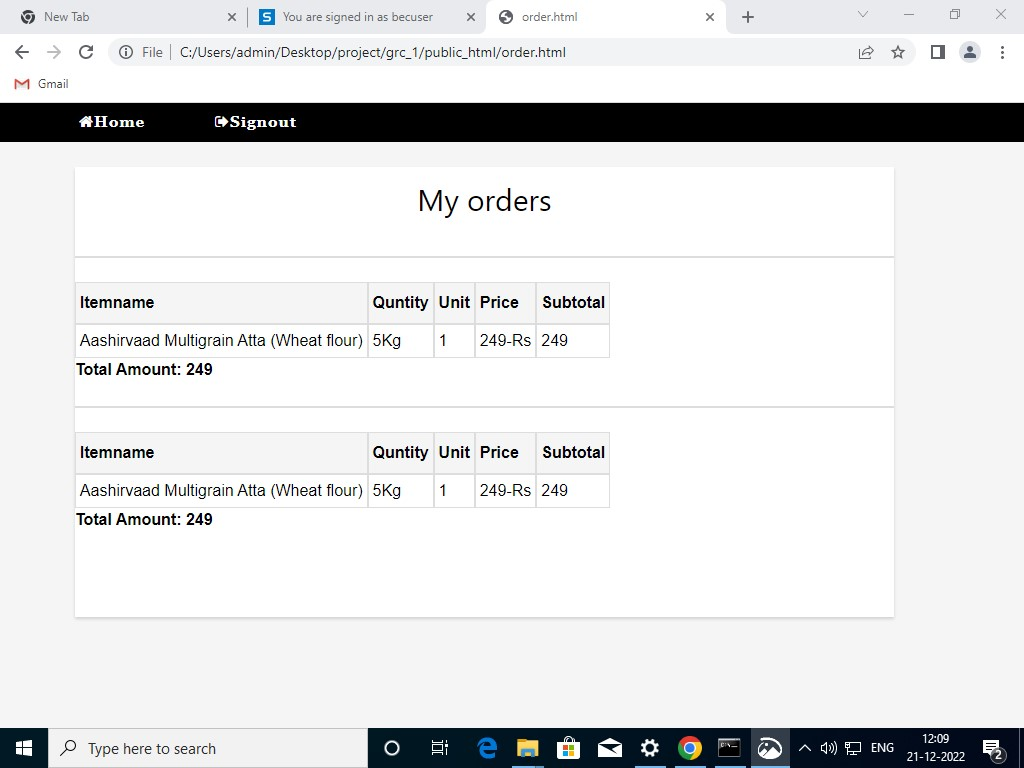 New Tab
S You are signed in as becuser
order.html
File C:/Users/admin/Desktop/project/grc_1/public_html/order.html
Gmail
Home Signout
My orders
Itemname Quntity Unit Price Subtotal
Aashirvaad Multigrain Atta (Wheat flour) 5Kg 1 249-Rs 249
Total Amount: 249
Itemname Quntity Unit Price Subtotal
Aashirvaad Multigrain Atta (Wheat flour) 5Kg 1 249-Rs 249
Total Amount: 249
Type here to search
ENG
12:09
21-12-2022
2